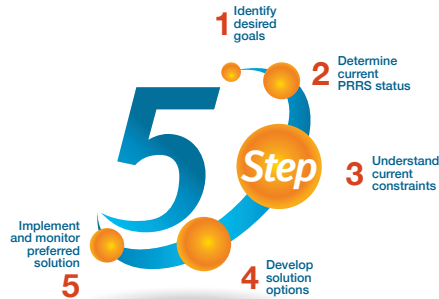 1 Identify
desired
goals
2 Determine
current
PRRS status
5 Step
3 Understand
current
constraints
4 Develop
solution
options
Implement
and monitor
preferred
solution
5